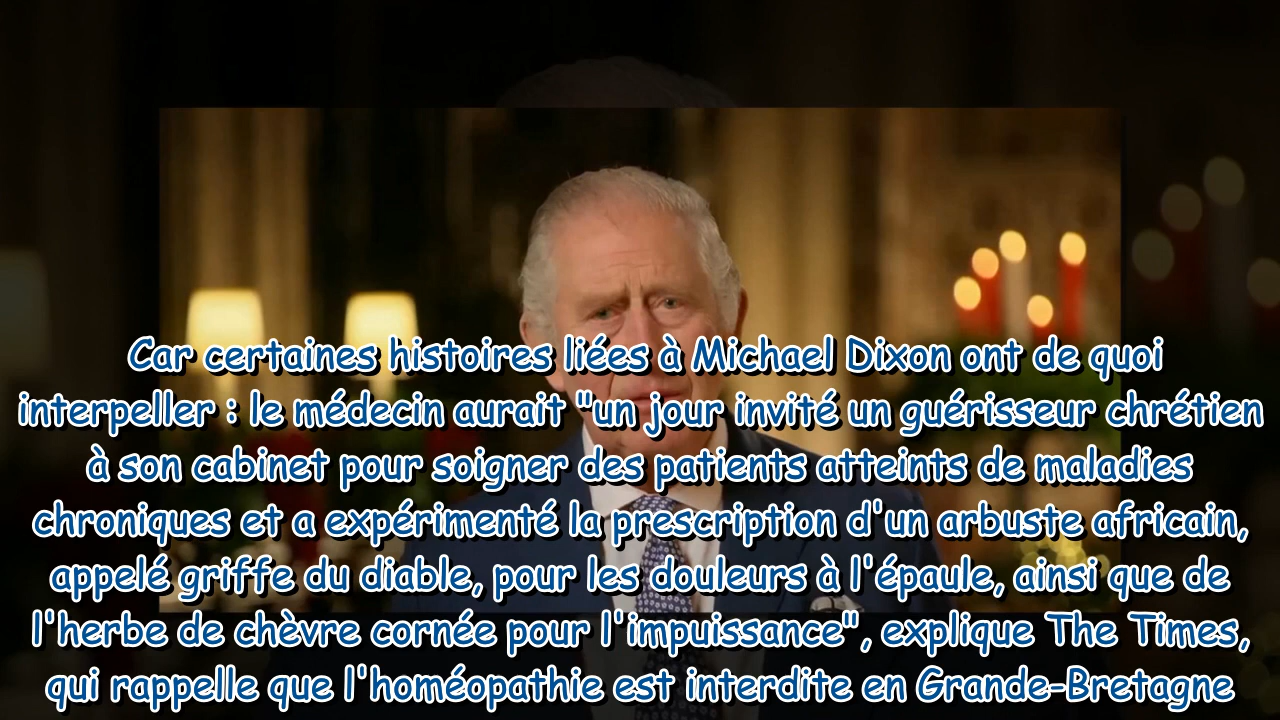 Car certaines histoires liées à Michael Dixon ont de quoi
interpeller : le médecin aurait "un jour invité un guérisseur chrétien
à son cabinet pour soigner des patients atteints de maladies
chroniques et a expérimenté la prescription d'un arbuste africain,
appelé griffe du diable, pour les douleurs à l'épaule, ainsi que de
l'herbe de chèvre cornée pour l'impuissance", explique The Times,
qui rappelle que l'homéopathie est interdite en Grande-Bretagne